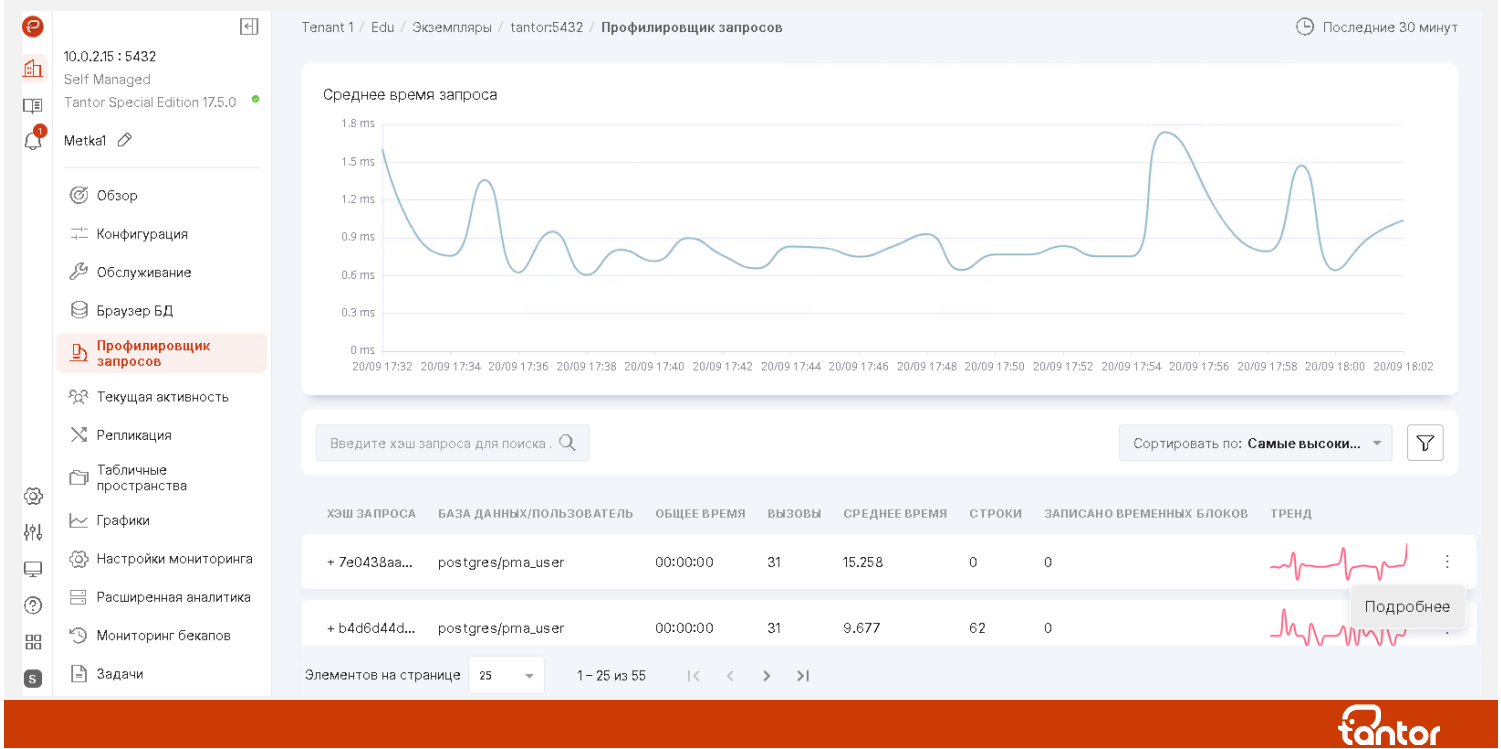 Tenant 1 / Edu / Экземпляры / tantor:5432 / Профилировщик запросов
Последние 30 минут
10.0.2.15 : 5432
Self Managed
Tantor Special Edition 17.5.0
1
Metka1
Обзор
Конфигурация
Обслуживание
Браузер БД
Профилировщик
запросов
Текущая активность
Репликация
Табличные
пространства
Графики
Настройки мониторинга
Расширенная аналитика
Мониторинг бекапов
Задачи
S
Среднее время запроса
1.8 ms
1.5 ms
1.2 ms
0.9 ms
0.6 ms
0.3 ms
0 ms
20/09 17:32 20/09 17:34 20/09 17:36 20/09 17:38 20/09 17:40 20/09 17:42 20/09 17:44 20/09 17:46 20/09 17:48 20/09 17:50 20/09 17:52 20/09 17:54 20/09 17:56 20/09 17:58 20/09 18:00 20/09 18:02
Введите хэш запроса для поиска .
Сортировать по: Самые высоки...
ХЭШ ЗАПРОСА БАЗА ДАННЫХ/ПОЛЬЗОВАТЕЛЬ ОБЩЕЕ ВРЕМЯ ВЫЗОВЫ СРЕДНЕЕ ВРЕМЯ СТРОКИ ЗАПИСАНО ВРЕМЕННЫХ БЛОКОВ ТРЕНД
+ 7e0438aa... postgres/pma_user 00:00:00 31 15.258 0 0
Подробнее
+ b4d6d44d... postgres/pma_user 00:00:00 31 9.677 62 0
Элементов на странице 25 1 – 25 из 55
tantor